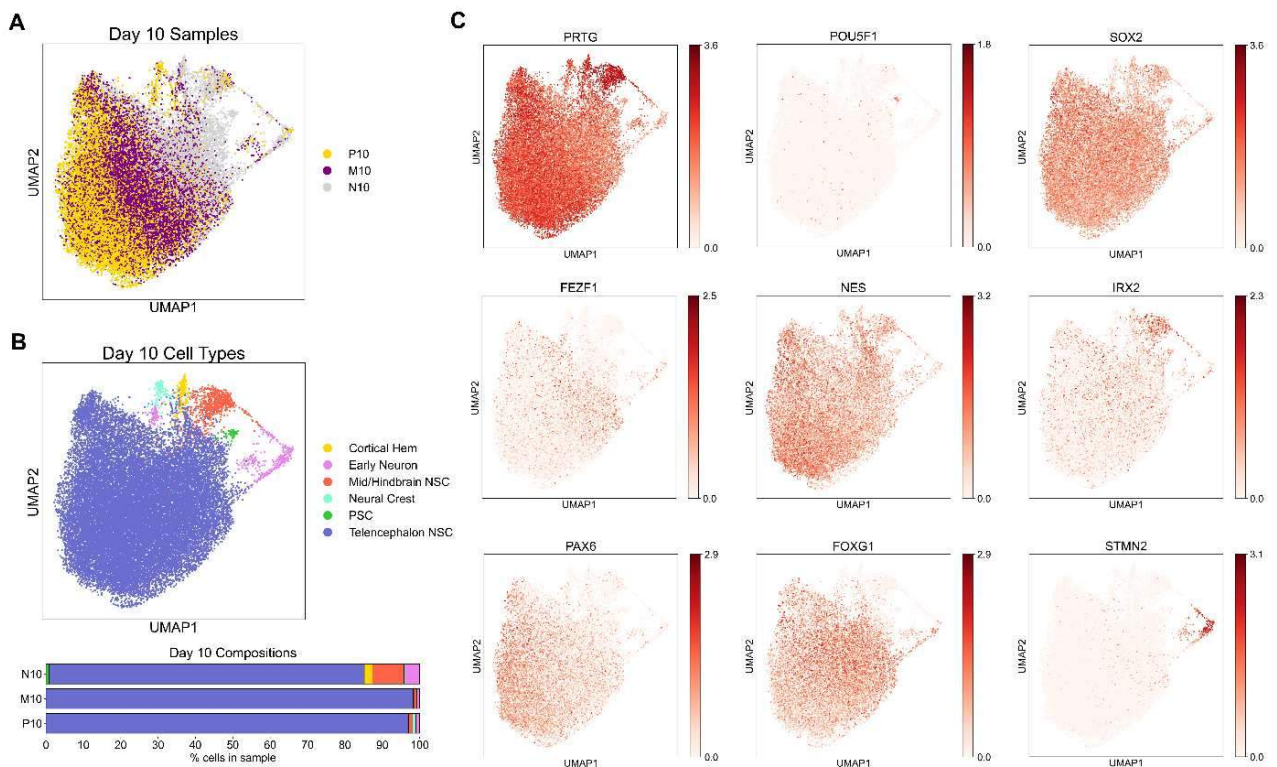 A
Day 10 Samples
UMAP2
UMAP1
P10
M10
N10
B
Day 10 Cell Types
UMAP2
UMAP1
Cortical Hem
Early Neuron
Mid/Hindbrain NSC
Neural Crest
PSC
Telencephalon NSC
Day 10 Compositions
N10
M10
P10
0 10 20 30 40 50 60 70 80 90 100
% cells in sample
C
PRTG
3.6
0.0
UMAP2
UMAP1
POU5F1
1.8
0.0
UMAP2
UMAP1
SOX2
3.6
0.0
UMAP2
UMAP1
FEZF1
2.5
0.0
UMAP2
UMAP1
NES
3.2
0.0
UMAP2
UMAP1
IRX2
2.3
0.0
UMAP2
UMAP1
PAX6
2.9
0.0
UMAP2
UMAP1
FOXG1
2.9
0.0
UMAP2
UMAP1
STMN2
3.1
0.0
UMAP2
UMAP1